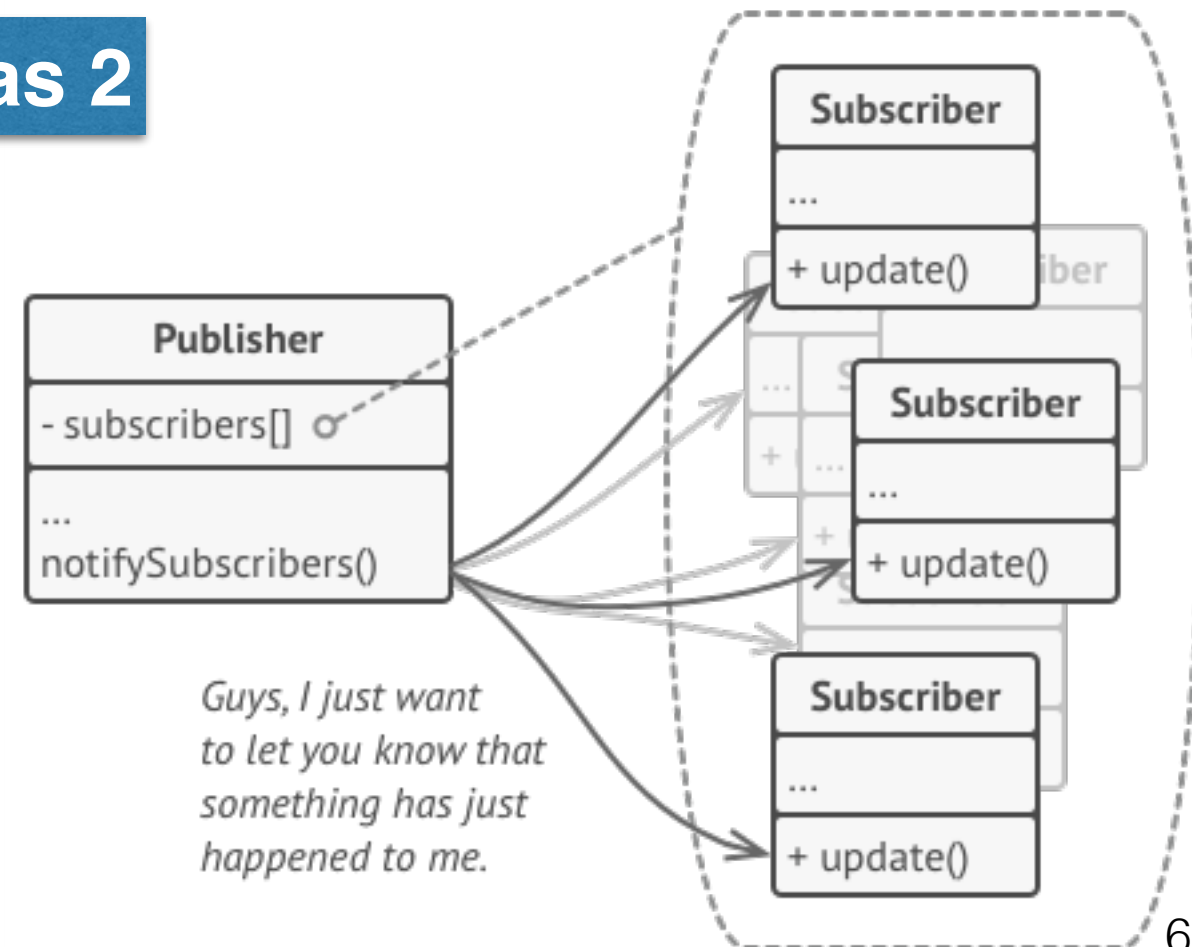 as 2
Publisher
- subscribers[]
...
notifySubscribers()
Guys, I just want
to let you know that
something has just
happened to me.
Subscriber
...
+ update()
...
+
...
+
Subscriber
...
+ update()
Subscriber
...
+ update()
6